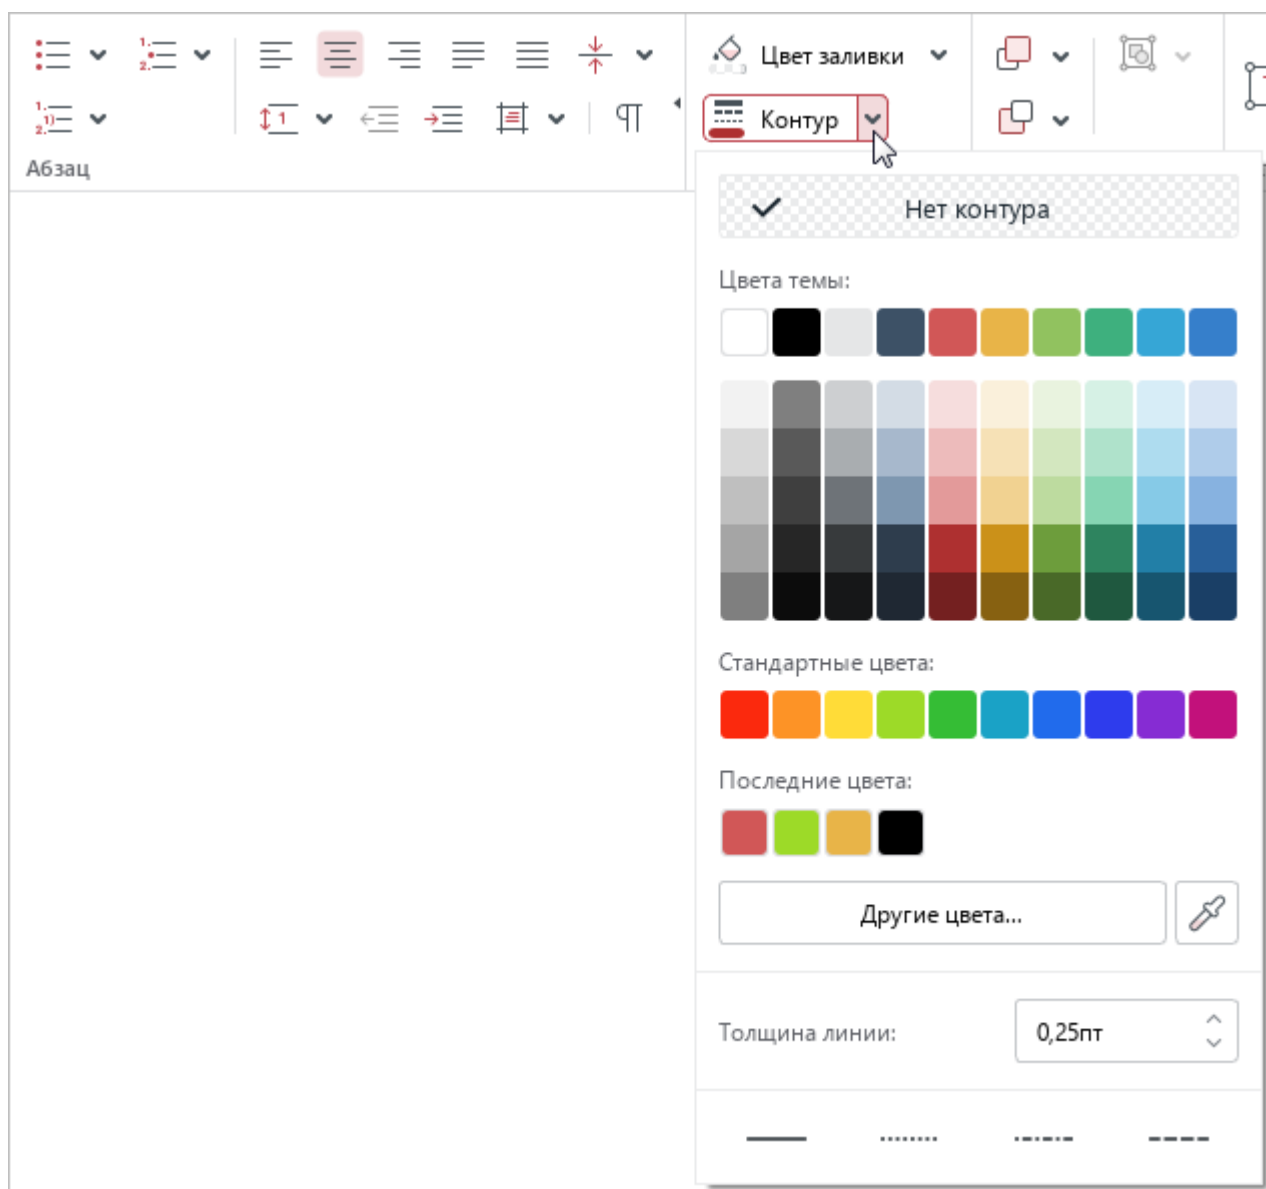 Цвет заливки
Контур
Абзац
Нет контура
Цвета темы:
Стандартные цвета:
Последние цвета:
Другие цвета...
Толщина линии:
0,25пт